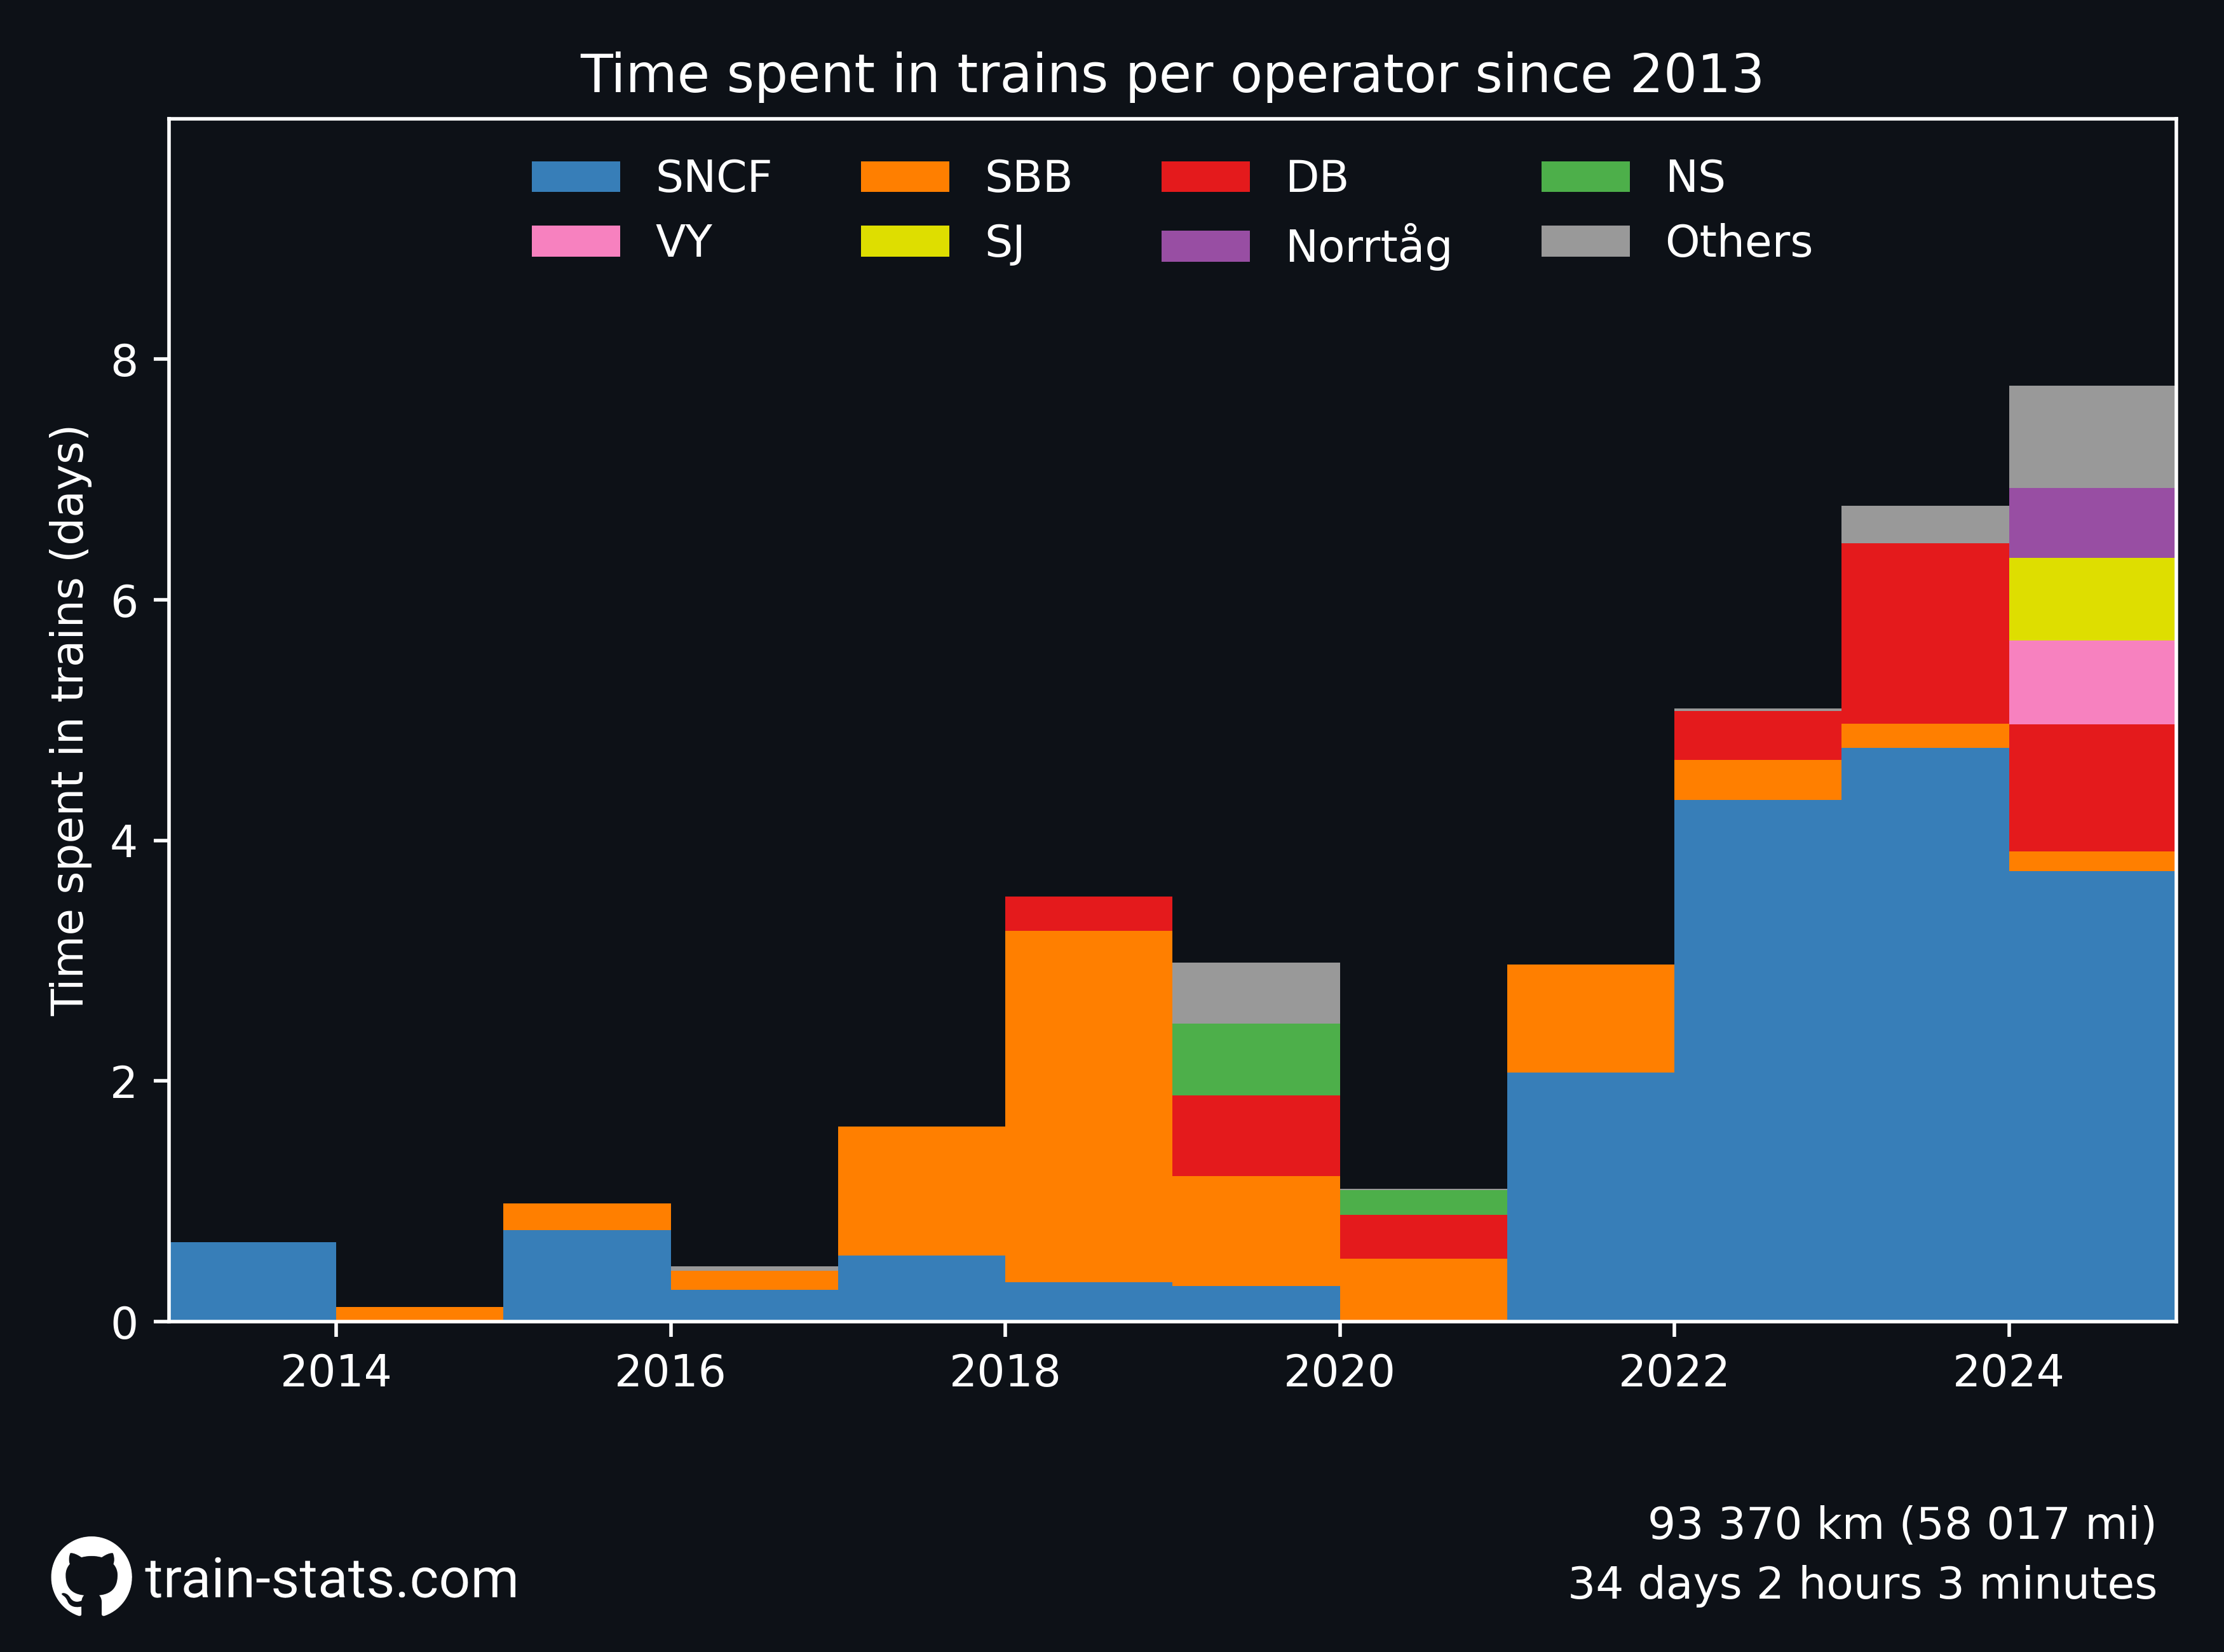 Time spent in trains per operator since 2013
SNCF SBB DB NS
VY SJ Norrtåg Others
Time spent in trains (days)
8
6
4
2
0
2014 2016 2018 2020 2022 2024
93 370 km (58 017 mi)
34 days 2 hours 3 minutes
train-stats.com